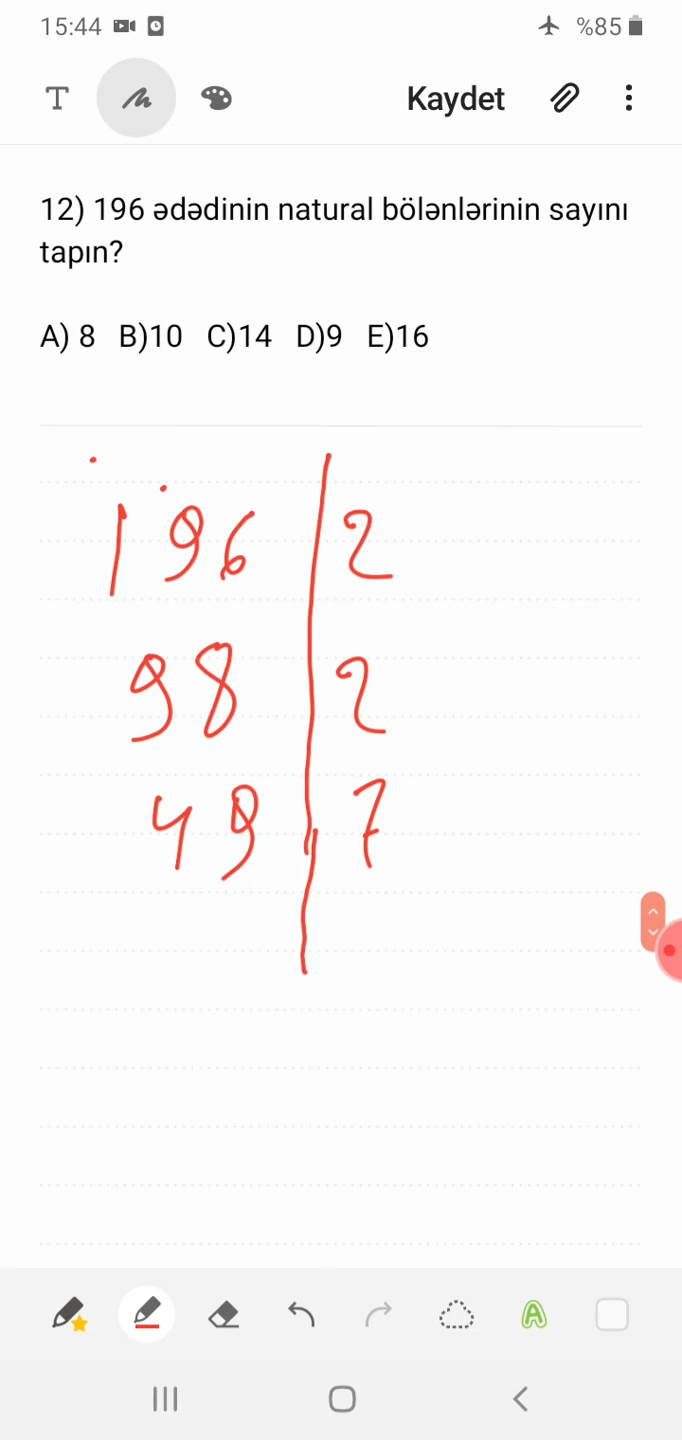 15:44 %85
T Kaydet
12) 196 ədədinin natural bölənlərinin sayını
tapın?
A) 8 B)10 C)14 D)9 E)16
196 2
98 2
49 7
A